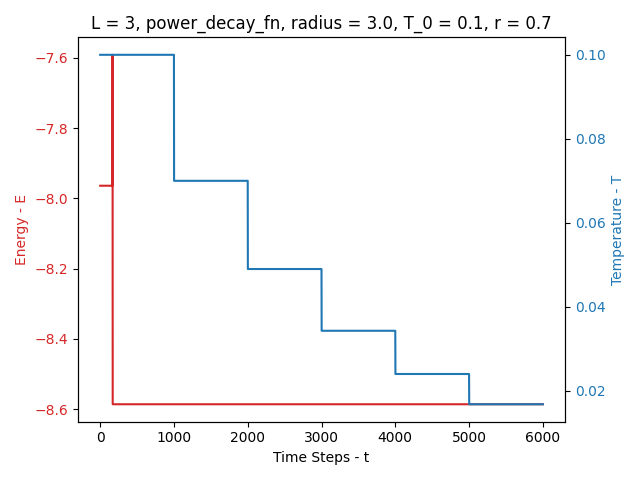 L = 3, power_decay_fn, radius = 3.0, T_0 = 0.1, r = 0.7
Energy - E
−7.6
−7.8
−8.0
−8.2
−8.4
−8.6
0.10
0.08
0.06
0.04
0.02
Temperature - T
0 1000 2000 3000 4000 5000 6000
Time Steps - t